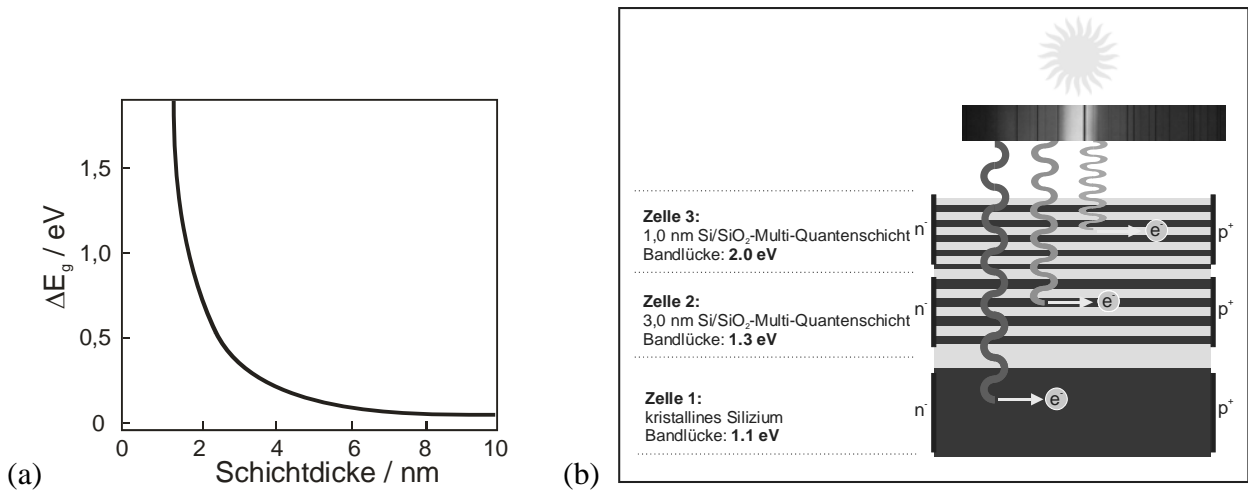 (a)
ΔE_g / eV
1,5
1,0
0,5
0
0 2 4 6 8 10
Schichtdicke / nm
(b)
Zelle 3:
1,0 nm Si/SiO₂-Multi-Quantenschicht
Bandlücke: 2.0 eV
n⁻ e⁻ p⁺
Zelle 2:
3,0 nm Si/SiO₂-Multi-Quantenschicht
Bandlücke: 1.3 eV
n⁻ e⁻ p⁺
Zelle 1:
kristallines Silizium
Bandlücke: 1.1 eV
n⁻ e⁻ p⁺